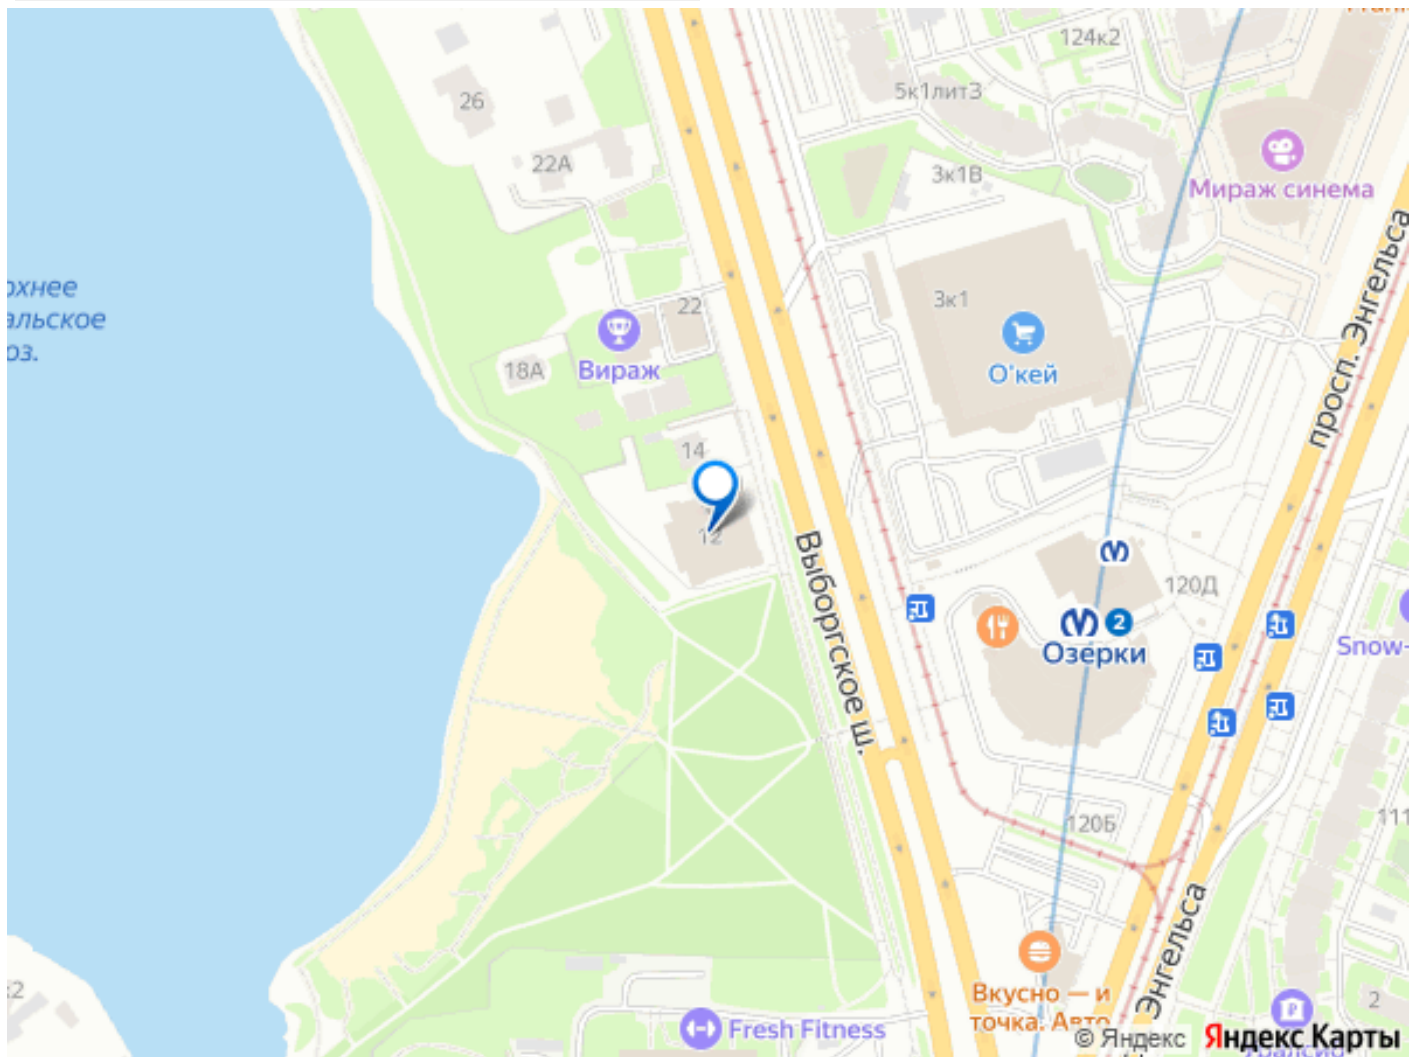 124к2
26
5к1лит3
22А
3к1В
Мираж синема
просп. Энгельса
22
3к1
Вираж
18А
О'кей
14
12
Выборгское ш.
120Д
2
Озерки
Snow-
120Б
111
Энгельса
Вкусно — и
точка. Авто
2
Fresh Fitness
© Яндекс Яндекс Карты